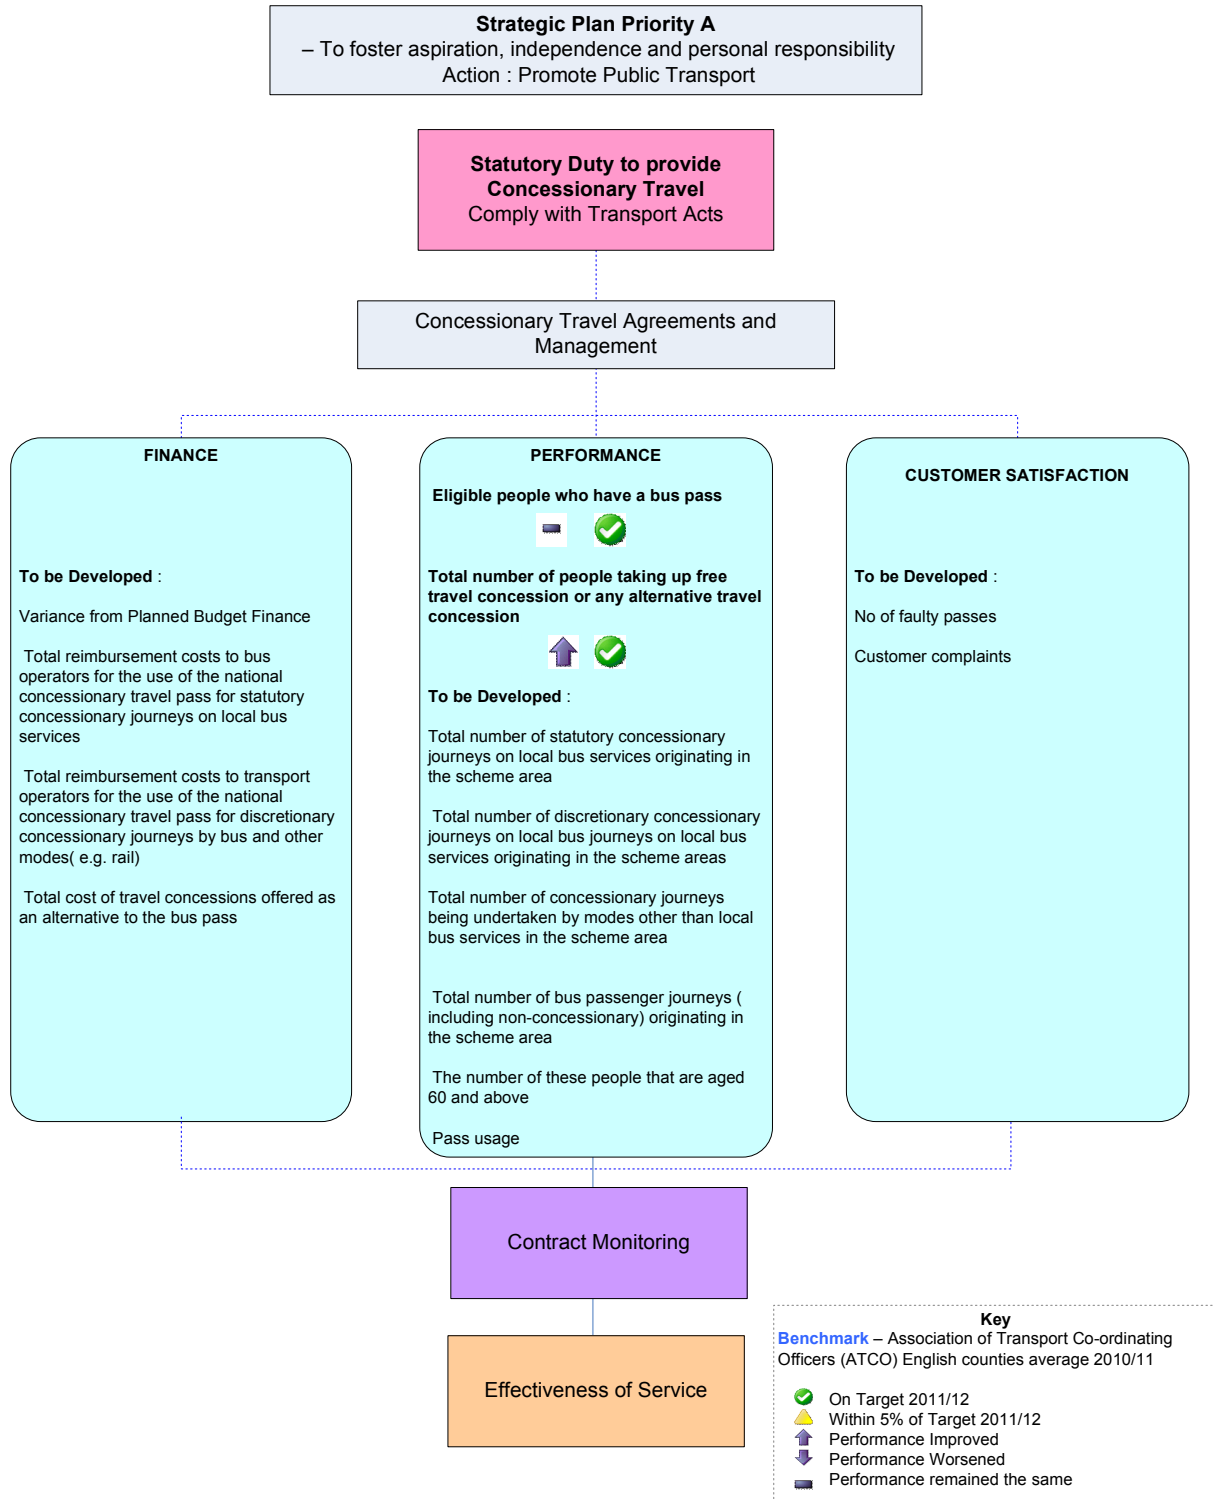 Strategic Plan Priority A
– To foster aspiration, independence and personal responsibility
Action : Promote Public Transport
Statutory Duty to provide
Concessionary Travel
Comply with Transport Acts
Concessionary Travel Agreements and
Management
FINANCE
To be Developed :
Variance from Planned Budget Finance
Total reimbursement costs to bus
operators for the use of the national
concessionary travel pass for statutory
concessionary journeys on local bus
services
Total reimbursement costs to transport
operators for the use of the national
concessionary travel pass for discretionary
concessionary journeys by bus and other
modes( e.g. rail)
Total cost of travel concessions offered as
an alternative to the bus pass
PERFORMANCE
Eligible people who have a bus pass
Total number of people taking up free
travel concession or any alternative travel
concession
To be Developed :
Total number of statutory concessionary
journeys on local bus services originating in
the scheme area
Total number of discretionary concessionary
journeys on local bus journeys on local bus
services originating in the scheme areas
Total number of concessionary journeys
being undertaken by modes other than local
bus services in the scheme area
Total number of bus passenger journeys (
including non-concessionary) originating in
the scheme area
The number of these people that are aged
60 and above
Pass usage
CUSTOMER SATISFACTION
To be Developed :
No of faulty passes
Customer complaints
Contract Monitoring
Effectiveness of Service
Key
Benchmark – Association of Transport Co-ordinating
Officers (ATCO) English counties average 2010/11
On Target 2011/12
Within 5% of Target 2011/12
Performance Improved
Performance Worsened
Performance remained the same